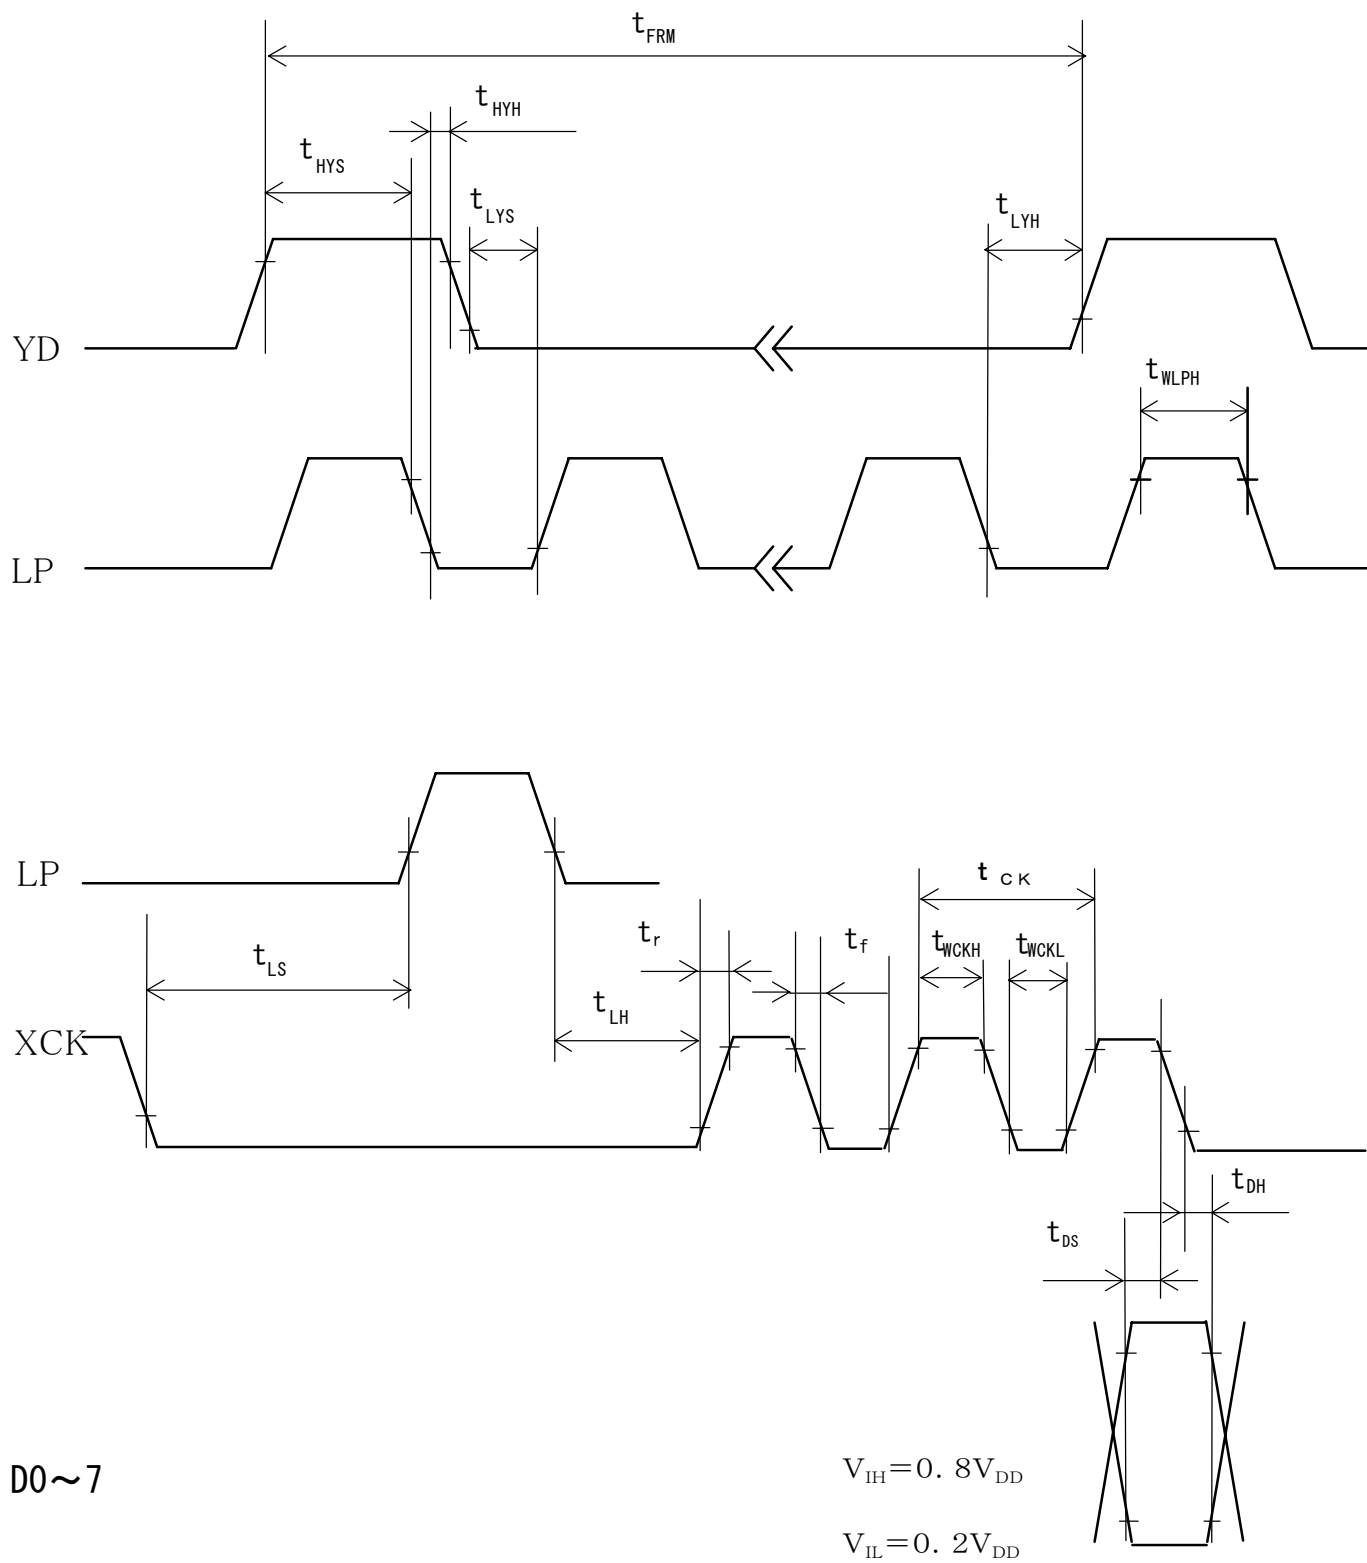 tFRM
tHYH
tHYS
tLYS
tLYH
YD
tWLPH
LP
LP
t CK
tr
tf
tWCKH
tWCKL
tLS
tLH
XCK
tDH
tDS
VIH=0. 8VDD
D0～7
VIL=0. 2VDD